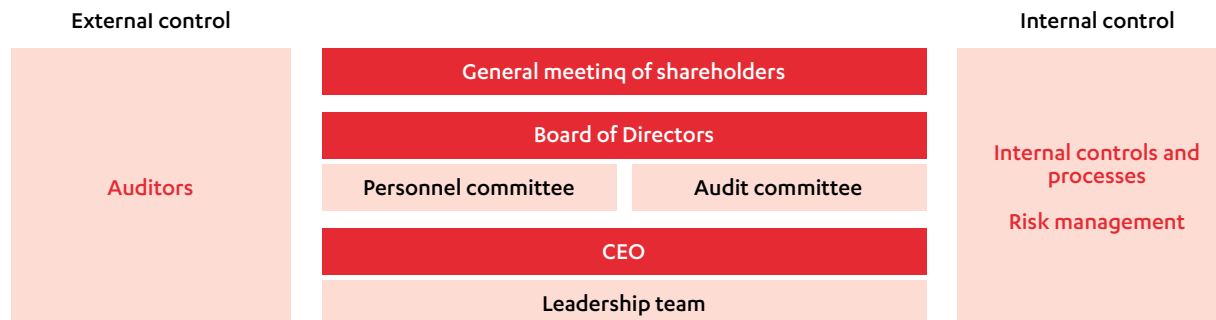 External control
Internal control
General meeting of shareholders
Board of Directors
Auditors
Personnel committee
Audit committee
Internal controls and
processes
Risk management
CEO
Leadership team